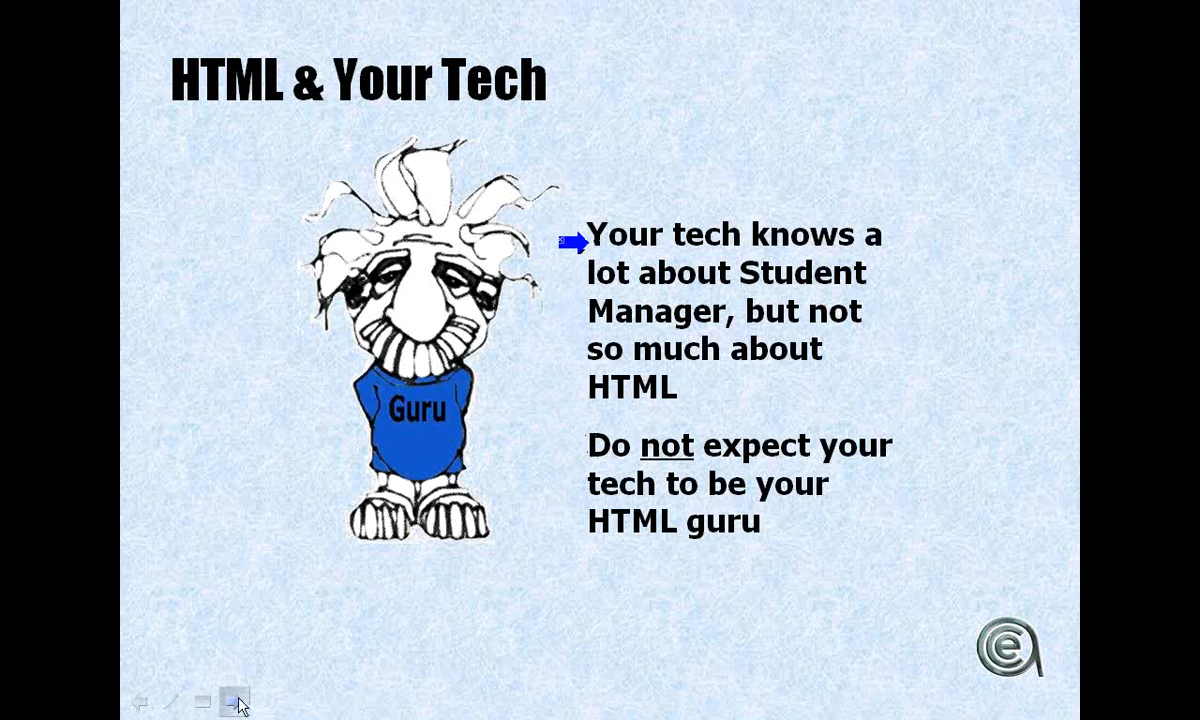 HTML & Your Tech
Your tech knows a
lot about Student
Manager, but not
so much about
HTML
Do not expect your
tech to be your
HTML guru
Guru